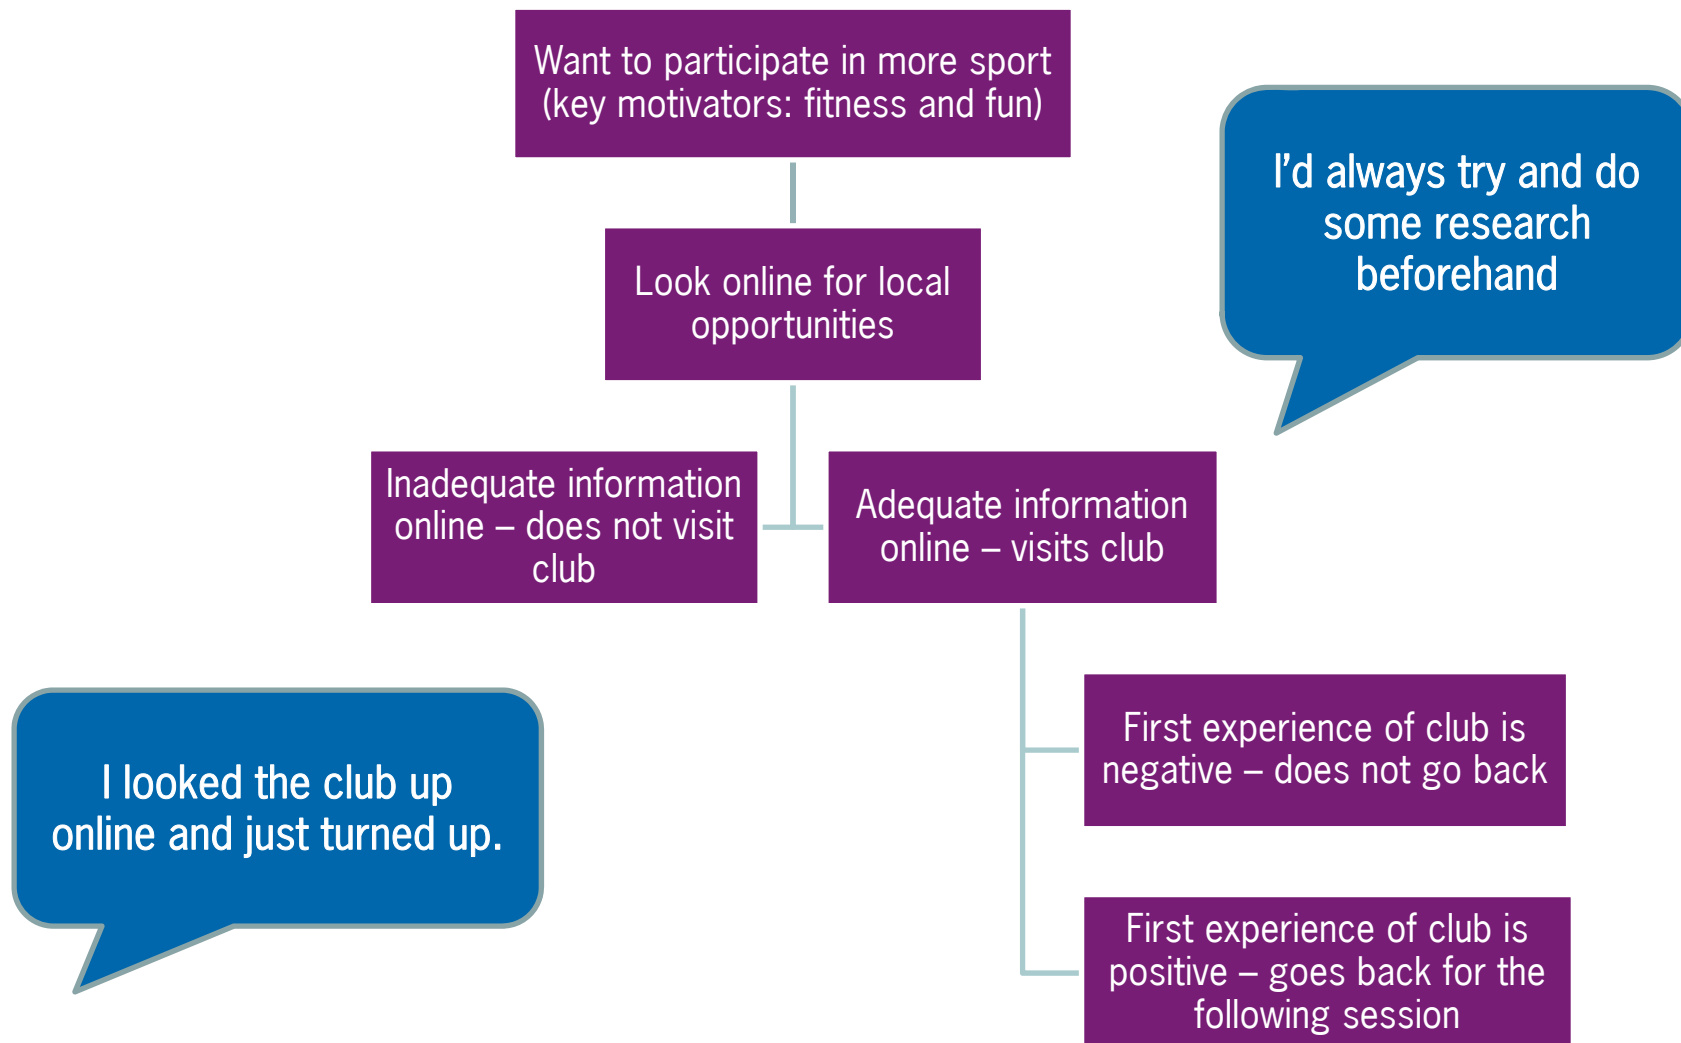 Want to participate in more sport
(key motivators: fitness and fun)
I'd always try and do
some research
beforehand
Look online for local
opportunities
Inadequate information
online – does not visit
club
Adequate information
online – visits club
First experience of club is
negative – does not go back
I looked the club up
online and just turned up.
First experience of club is
positive – goes back for the
following session